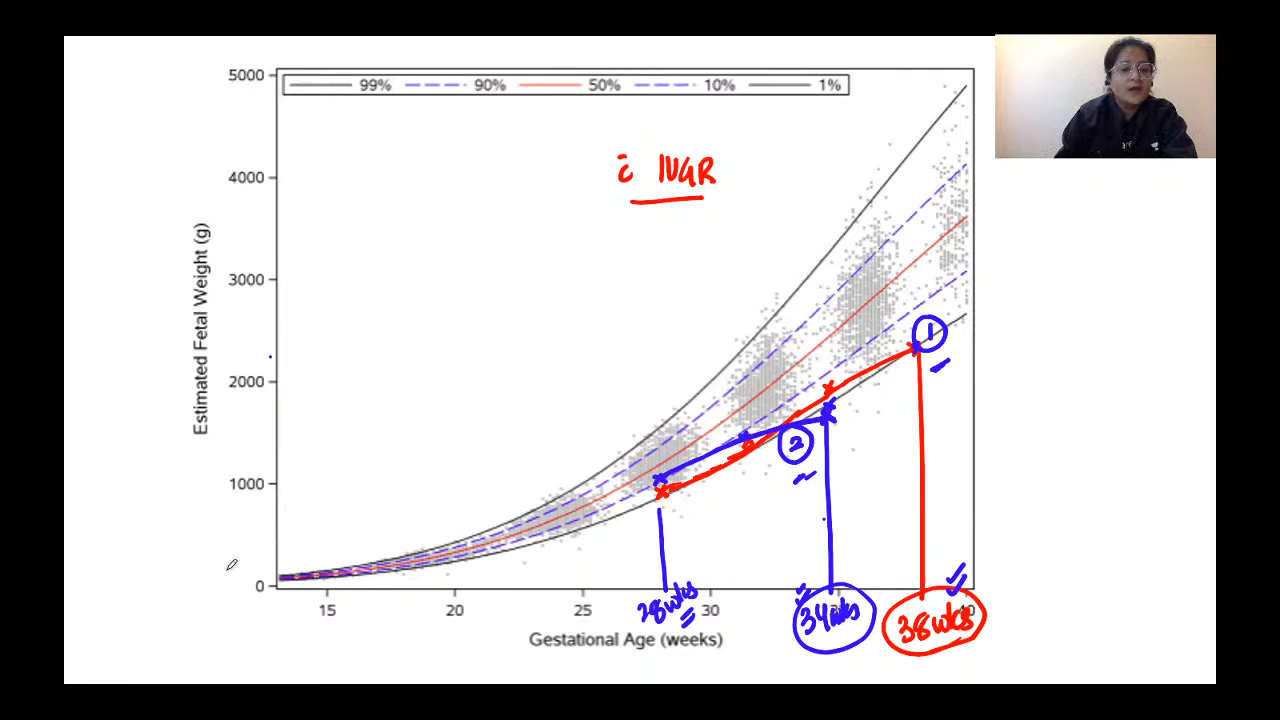 5000
99% 90% 50% 10% 1%
c̄ IUGR
4000
3000
2000
1000
0
Estimated Fetal Weight (g)
1
2
28wks
34wks
38wks
15 20 25 30 40
Gestational Age (weeks)